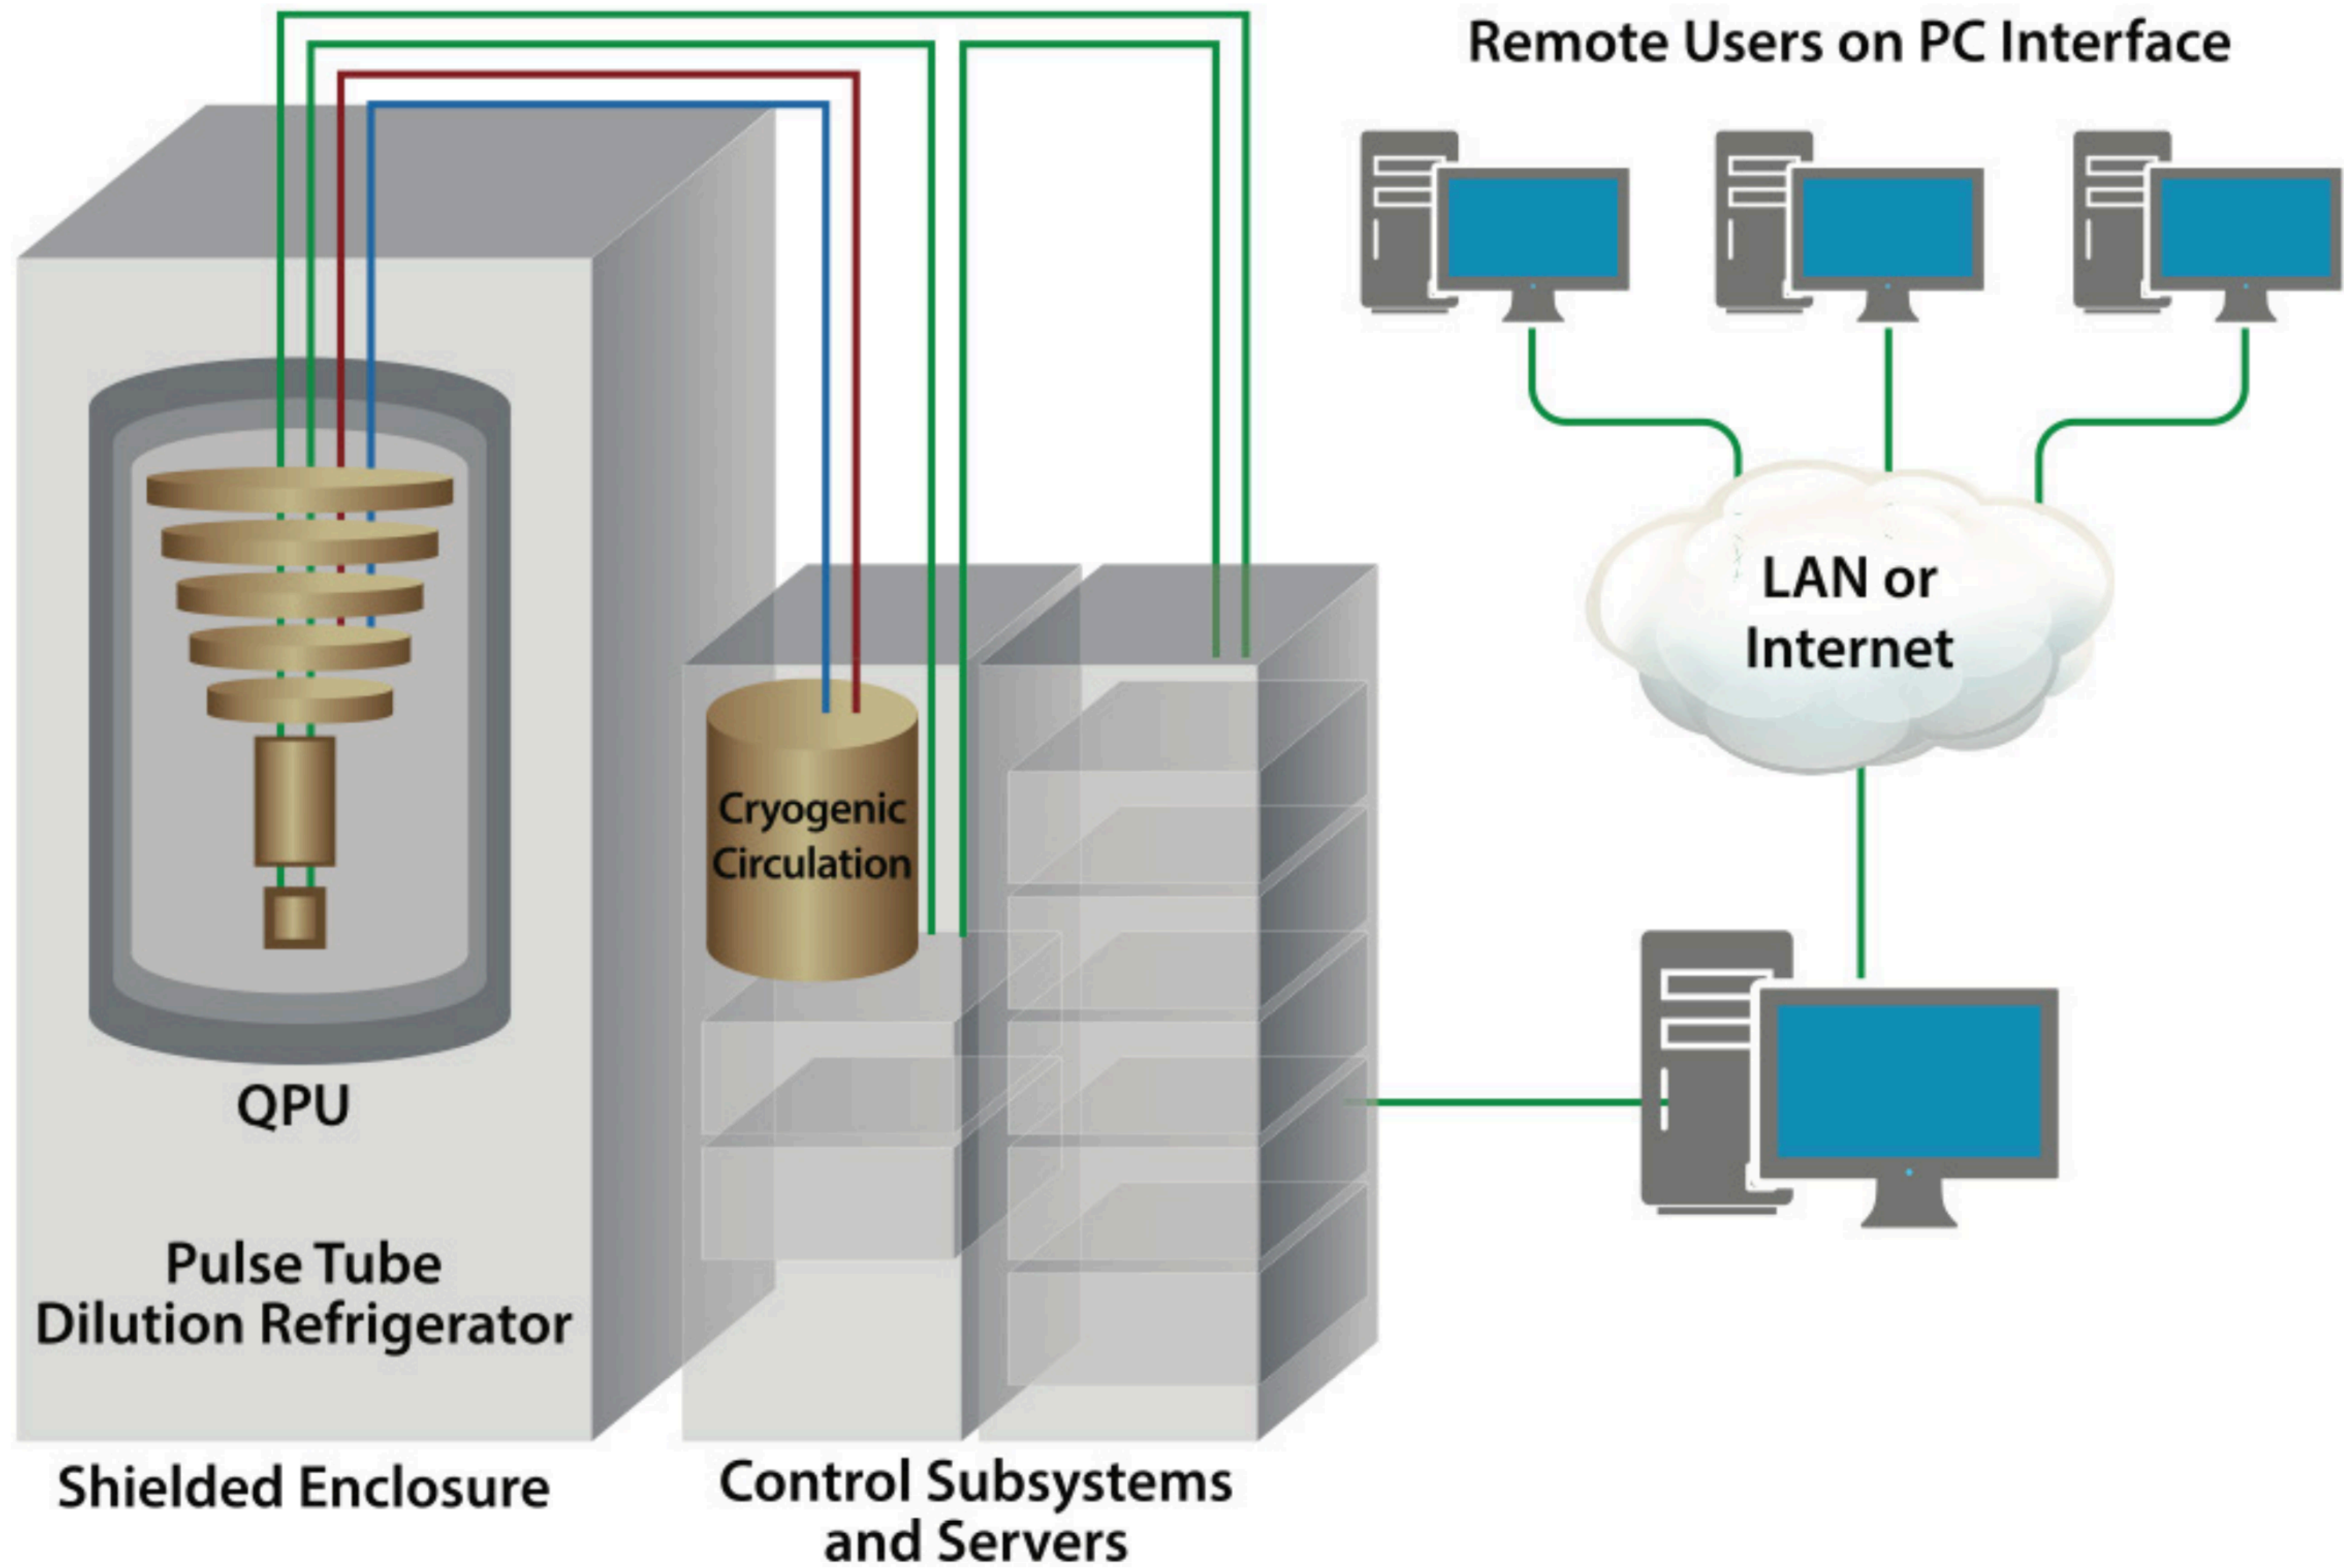 Remote Users on PC Interface
LAN or
Internet
Cryogenic
Circulation
QPU
Pulse Tube
Dilution Refrigerator
Shielded Enclosure
Control Subsystems
and Servers